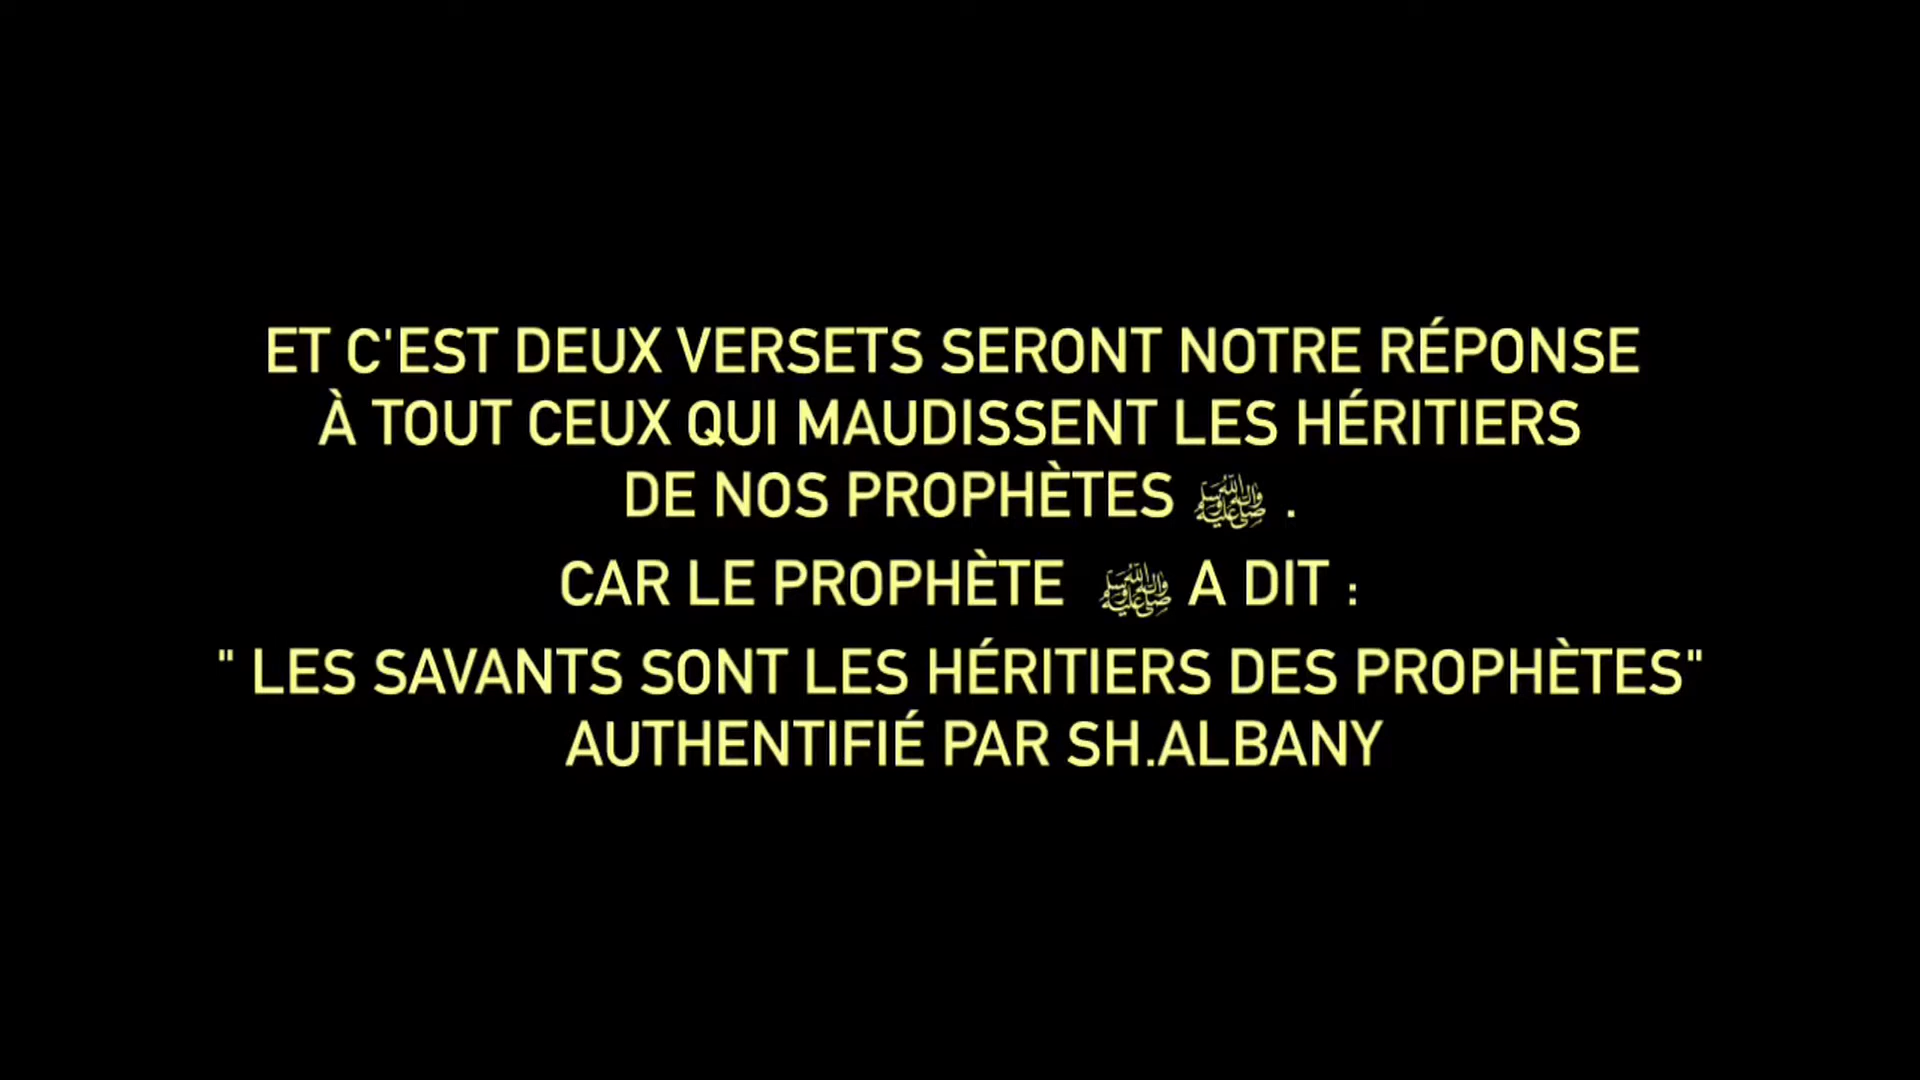 ET C'EST DEUX VERSETS SERONT NOTRE RÉPONSE
À TOUT CEUX QUI MAUDISSENT LES HÉRITIERS
DE NOS PROPHÈTES ﷺ .
CAR LE PROPHÈTE ﷺ A DIT :
" LES SAVANTS SONT LES HÉRITIERS DES PROPHÈTES"
AUTHENTIFIÉ PAR SH.ALBANY